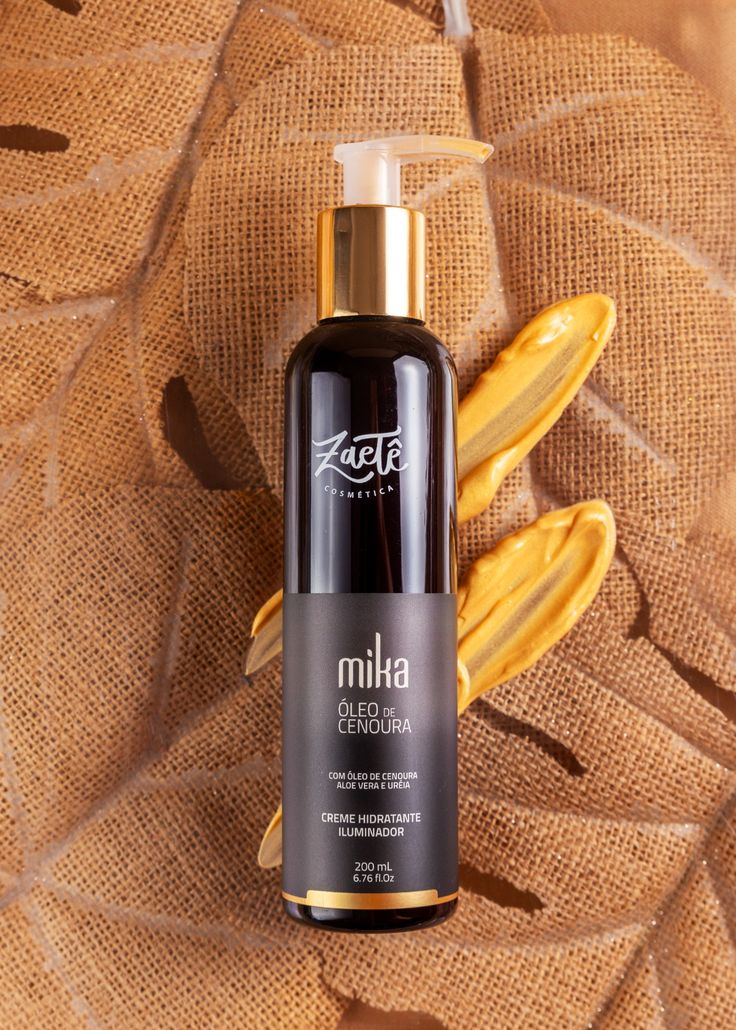 ZaeTê
COSMÉTICA
mika
ÓLEO DE
CENOURA
COM ÓLEO DE CENOURA
ALOE VERA E URÉIA
CREME HIDRATANTE
ILUMINADOR
200 mL
6.76 fl.Oz